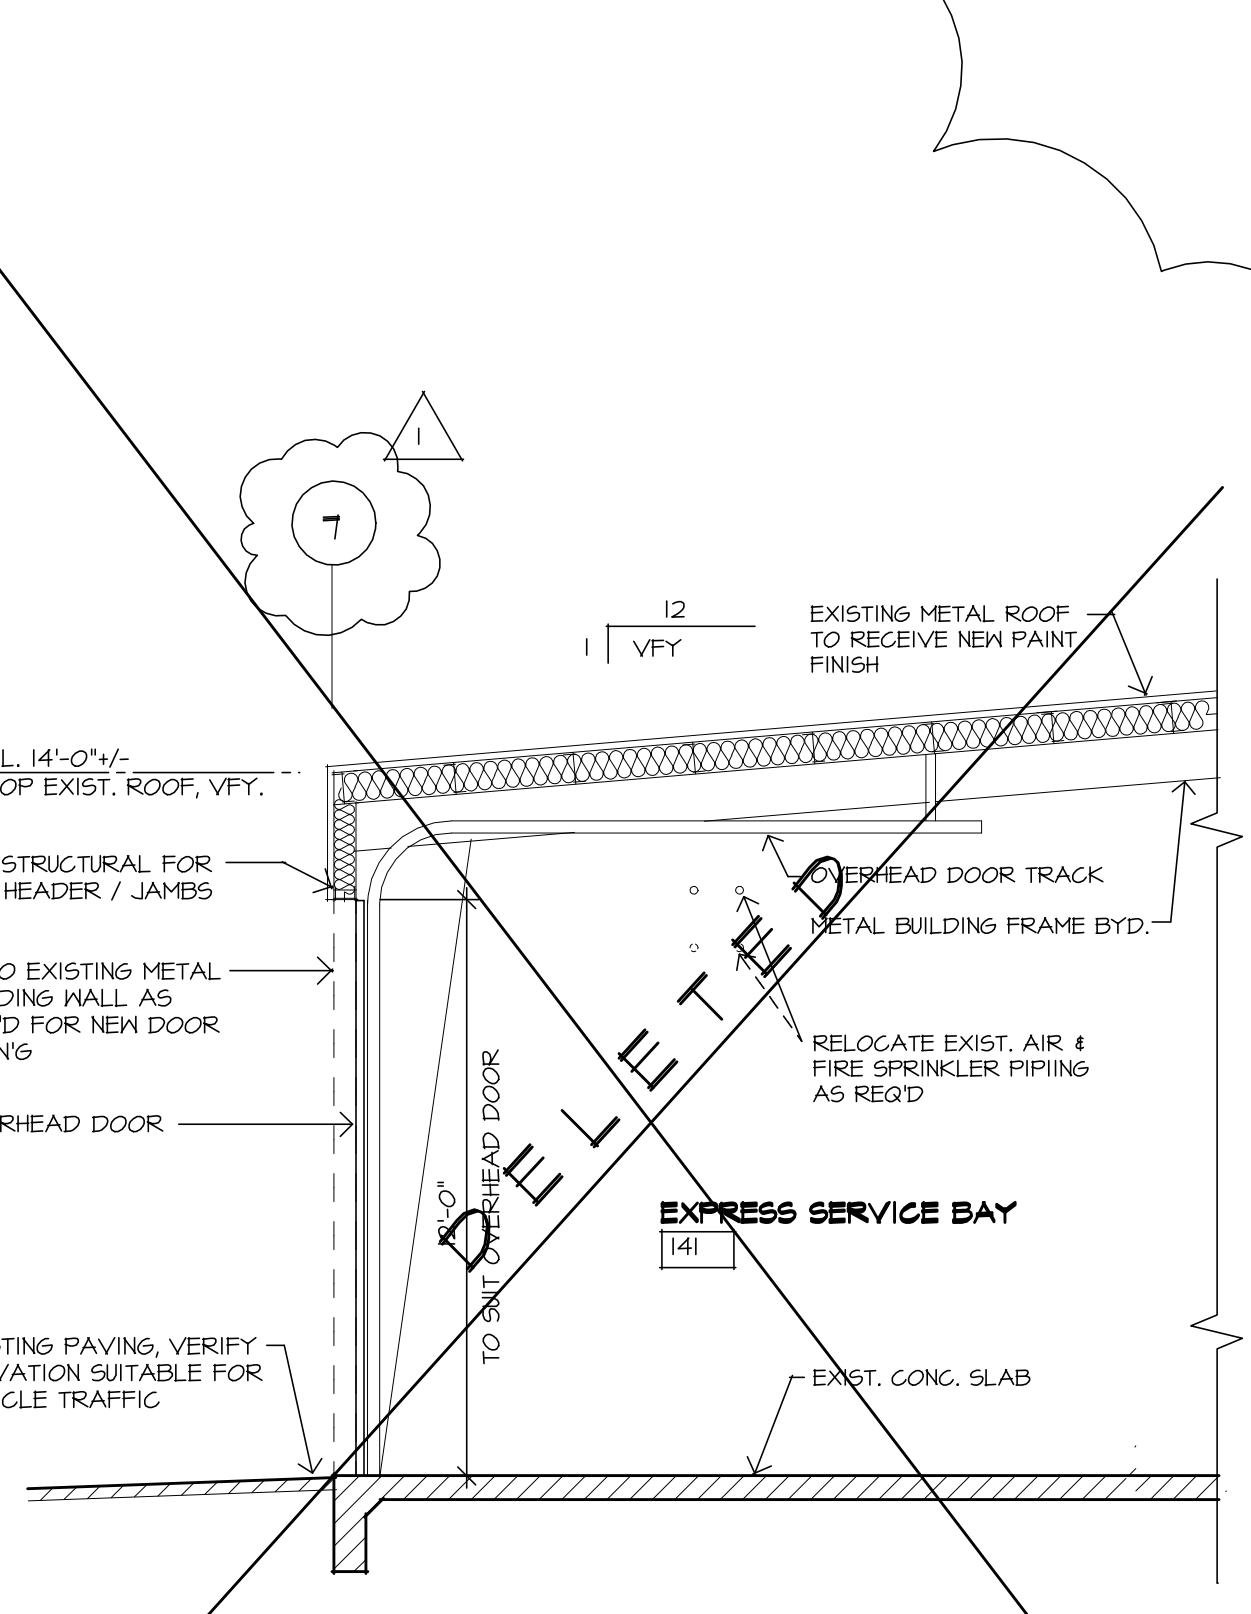 1
7
12
1
VFY
EXISTING METAL ROOF
TO RECEIVE NEW PAINT
FINISH
L. 14'-0"+/-
OP EXIST. ROOF, VFY.
STRUCTURAL FOR
HEADER / JAMBS
OVERHEAD DOOR TRACK
METAL BUILDING FRAME BYD.
O EXISTING METAL
DING WALL AS
'D FOR NEW DOOR
N'G
RELOCATE EXIST. AIR &
FIRE SPRINKLER PIPIING
AS REQ'D
RHEAD DOOR
DELETED
12'-0"
TO SUIT OVERHEAD DOOR
EXPRESS SERVICE BAY
141
TING PAVING, VERIFY
VATION SUITABLE FOR
CLE TRAFFIC
EXIST. CONC. SLAB